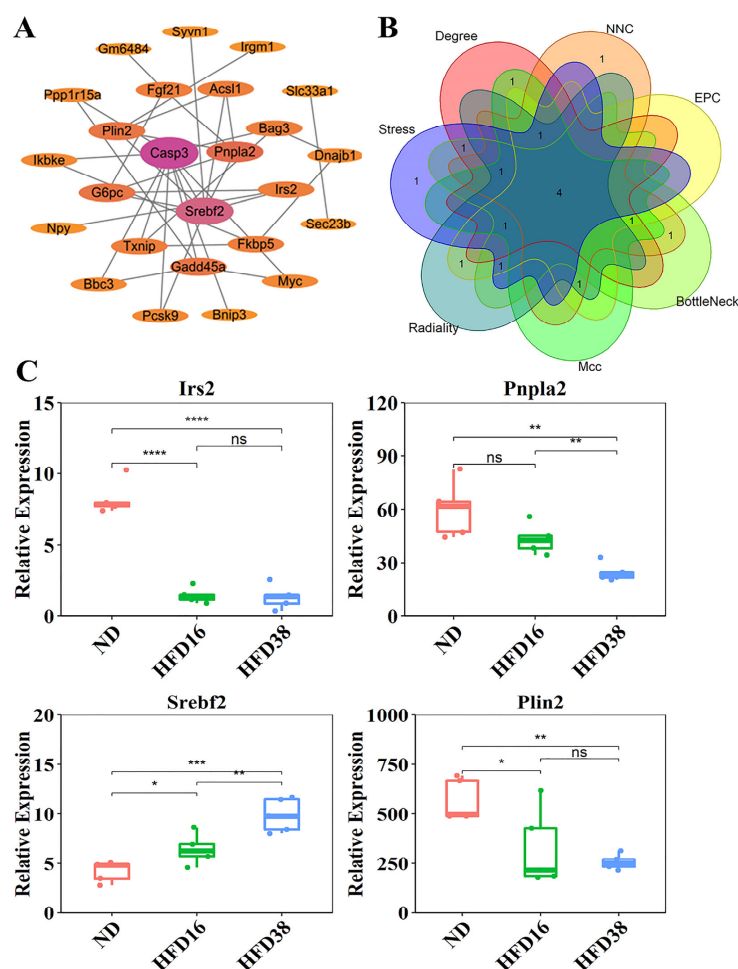 A
Syvn1
Gm6484
Irgm1
Ppp1r15a
Fgf21
Acsl1
Slc33a1
Plin2
Bag3
Casp3
Pnpla2
Ikbke
Dnajb1
G6pc
Irs2
Srebf2
Npy
Sec23b
Txnip
Fkbp5
Gadd45a
Bbc3
Myc
Pcsk9
Bnip3
B
Degree
NNC
EPC
Stress
BottleNeck
Radiality
Mcc
1
1
1
1
1
1
1
4
1
1
1
1
1
C
Irs2
Relative Expression
15
10
5
0
****
****
ns
ND
HFD16
HFD38
Pnpla2
Relative Expression
120
90
60
30
0
**
ns
**
ND
HFD16
HFD38
Srebf2
Relative Expression
20
15
10
5
0
***
*
**
ND
HFD16
HFD38
Plin2
Relative Expression
1000
750
500
250
0
**
*
ns
ND
HFD16
HFD38